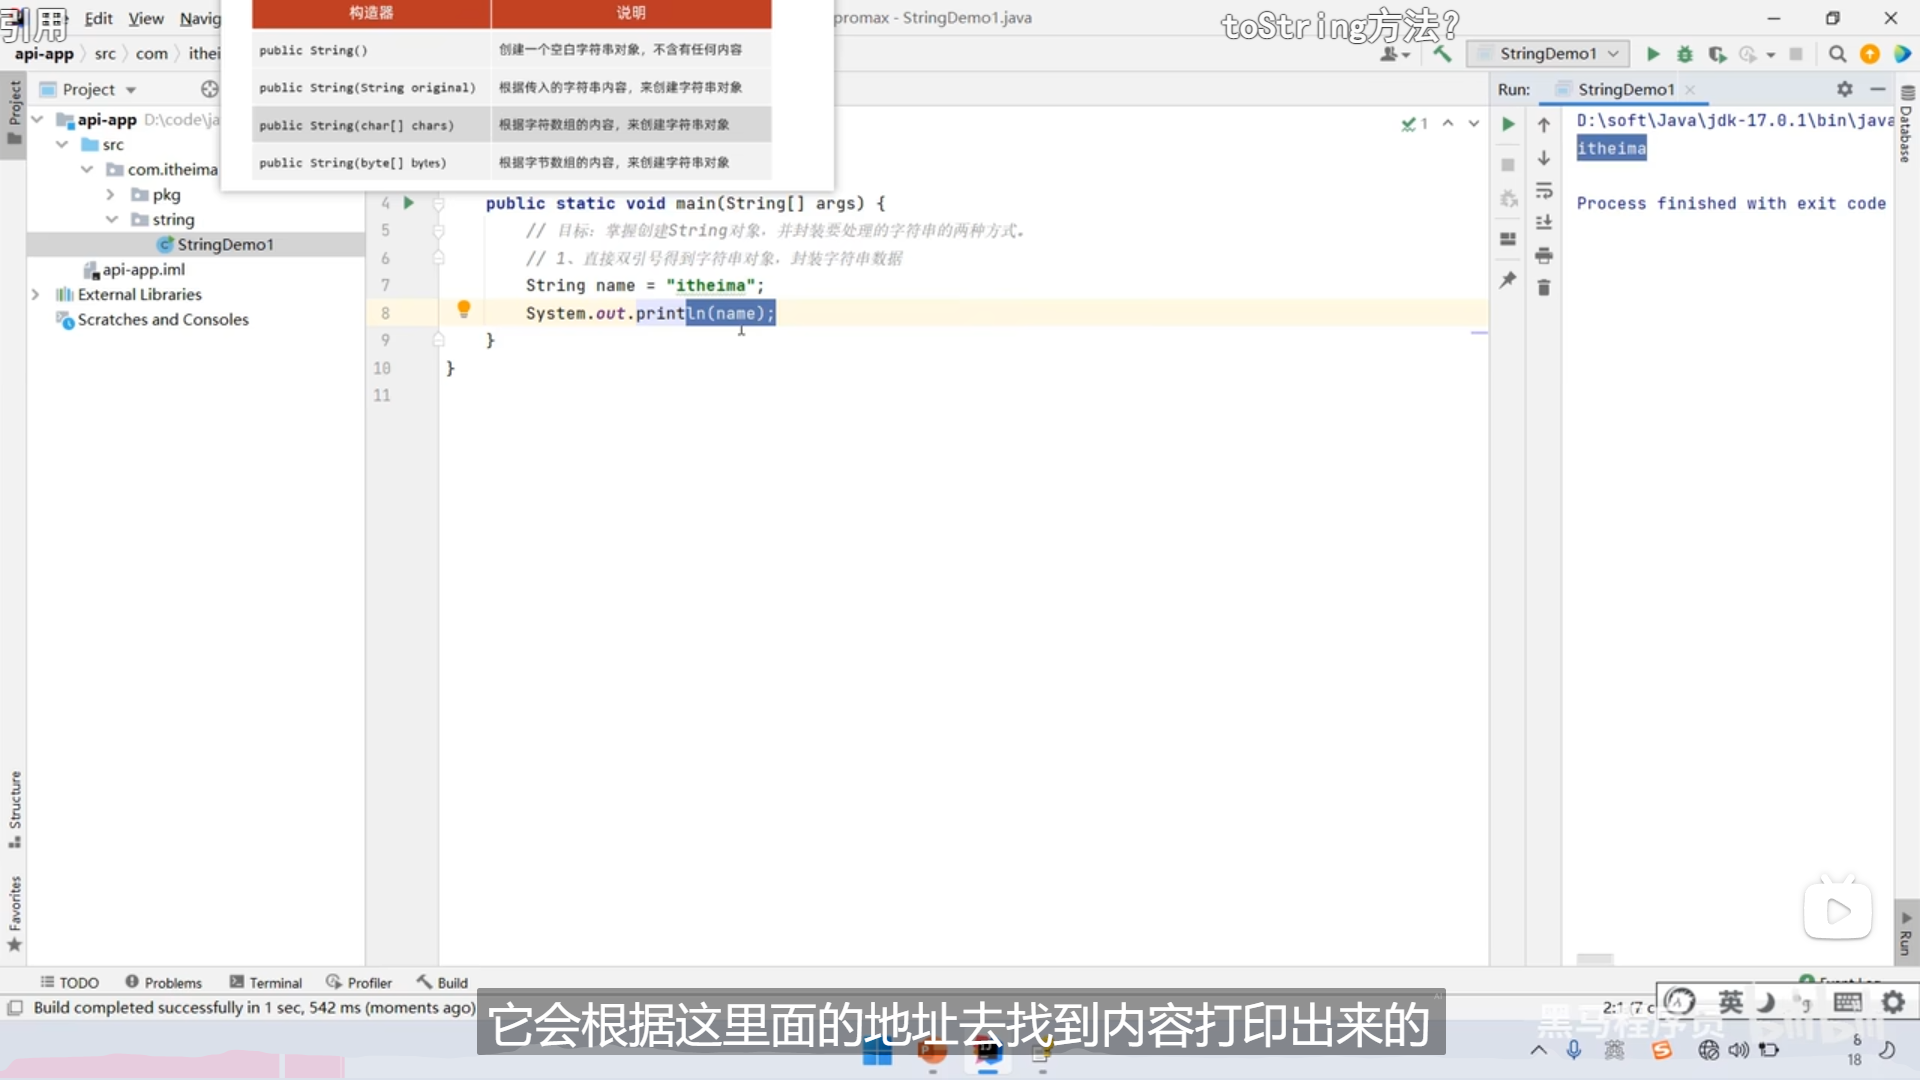 引用
Edit View Navig
promax - StringDemo1.java
toString方法?
api-app src com ithei
StringDemo1
构造器 说明
public String() 创建一个空白字符串对象，不含有任何内容
public String(String original) 根据传入的字符串内容，来创建字符串对象
public String(char[] chars) 根据字符数组的内容，来创建字符串对象
public String(byte[] bytes) 根据字节数组的内容，来创建字符串对象
Project
Project
api-app D:\code\ja
src
com.itheima
pkg
string
StringDemo1
api-app.iml
External Libraries
Scratches and Consoles
1
4 public static void main(String[] args) {
5 // 目标：掌握创建String对象，并封装要处理的字符串的两种方式。
6 // 1、直接双引号得到字符串对象，封装字符串数据
7 String name = "itheima";
8 System.out.println(name);
9 }
10 }
11
Run: StringDemo1
D:\soft\Java\jdk-17.0.1\bin\java
itheima
Process finished with exit code
Database
Structure
Favorites
Run
TODO Problems Terminal Profiler Build
Build completed successfully in 1 sec, 542 ms (moments ago)
它会根据这里面的地址去找到内容打印出来的
2:1 (7 c
英
黑马程序员
bilibili
英
18